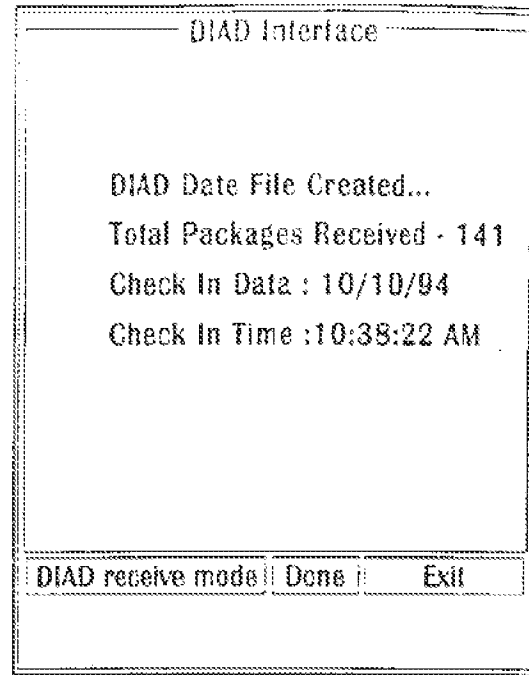 DIAD Interface
DIAD Date File Created...
Total Packages Received - 141
Check In Data : 10/10/94
Check In Time :10:38:22 AM
DIAD receive mode Done Exit